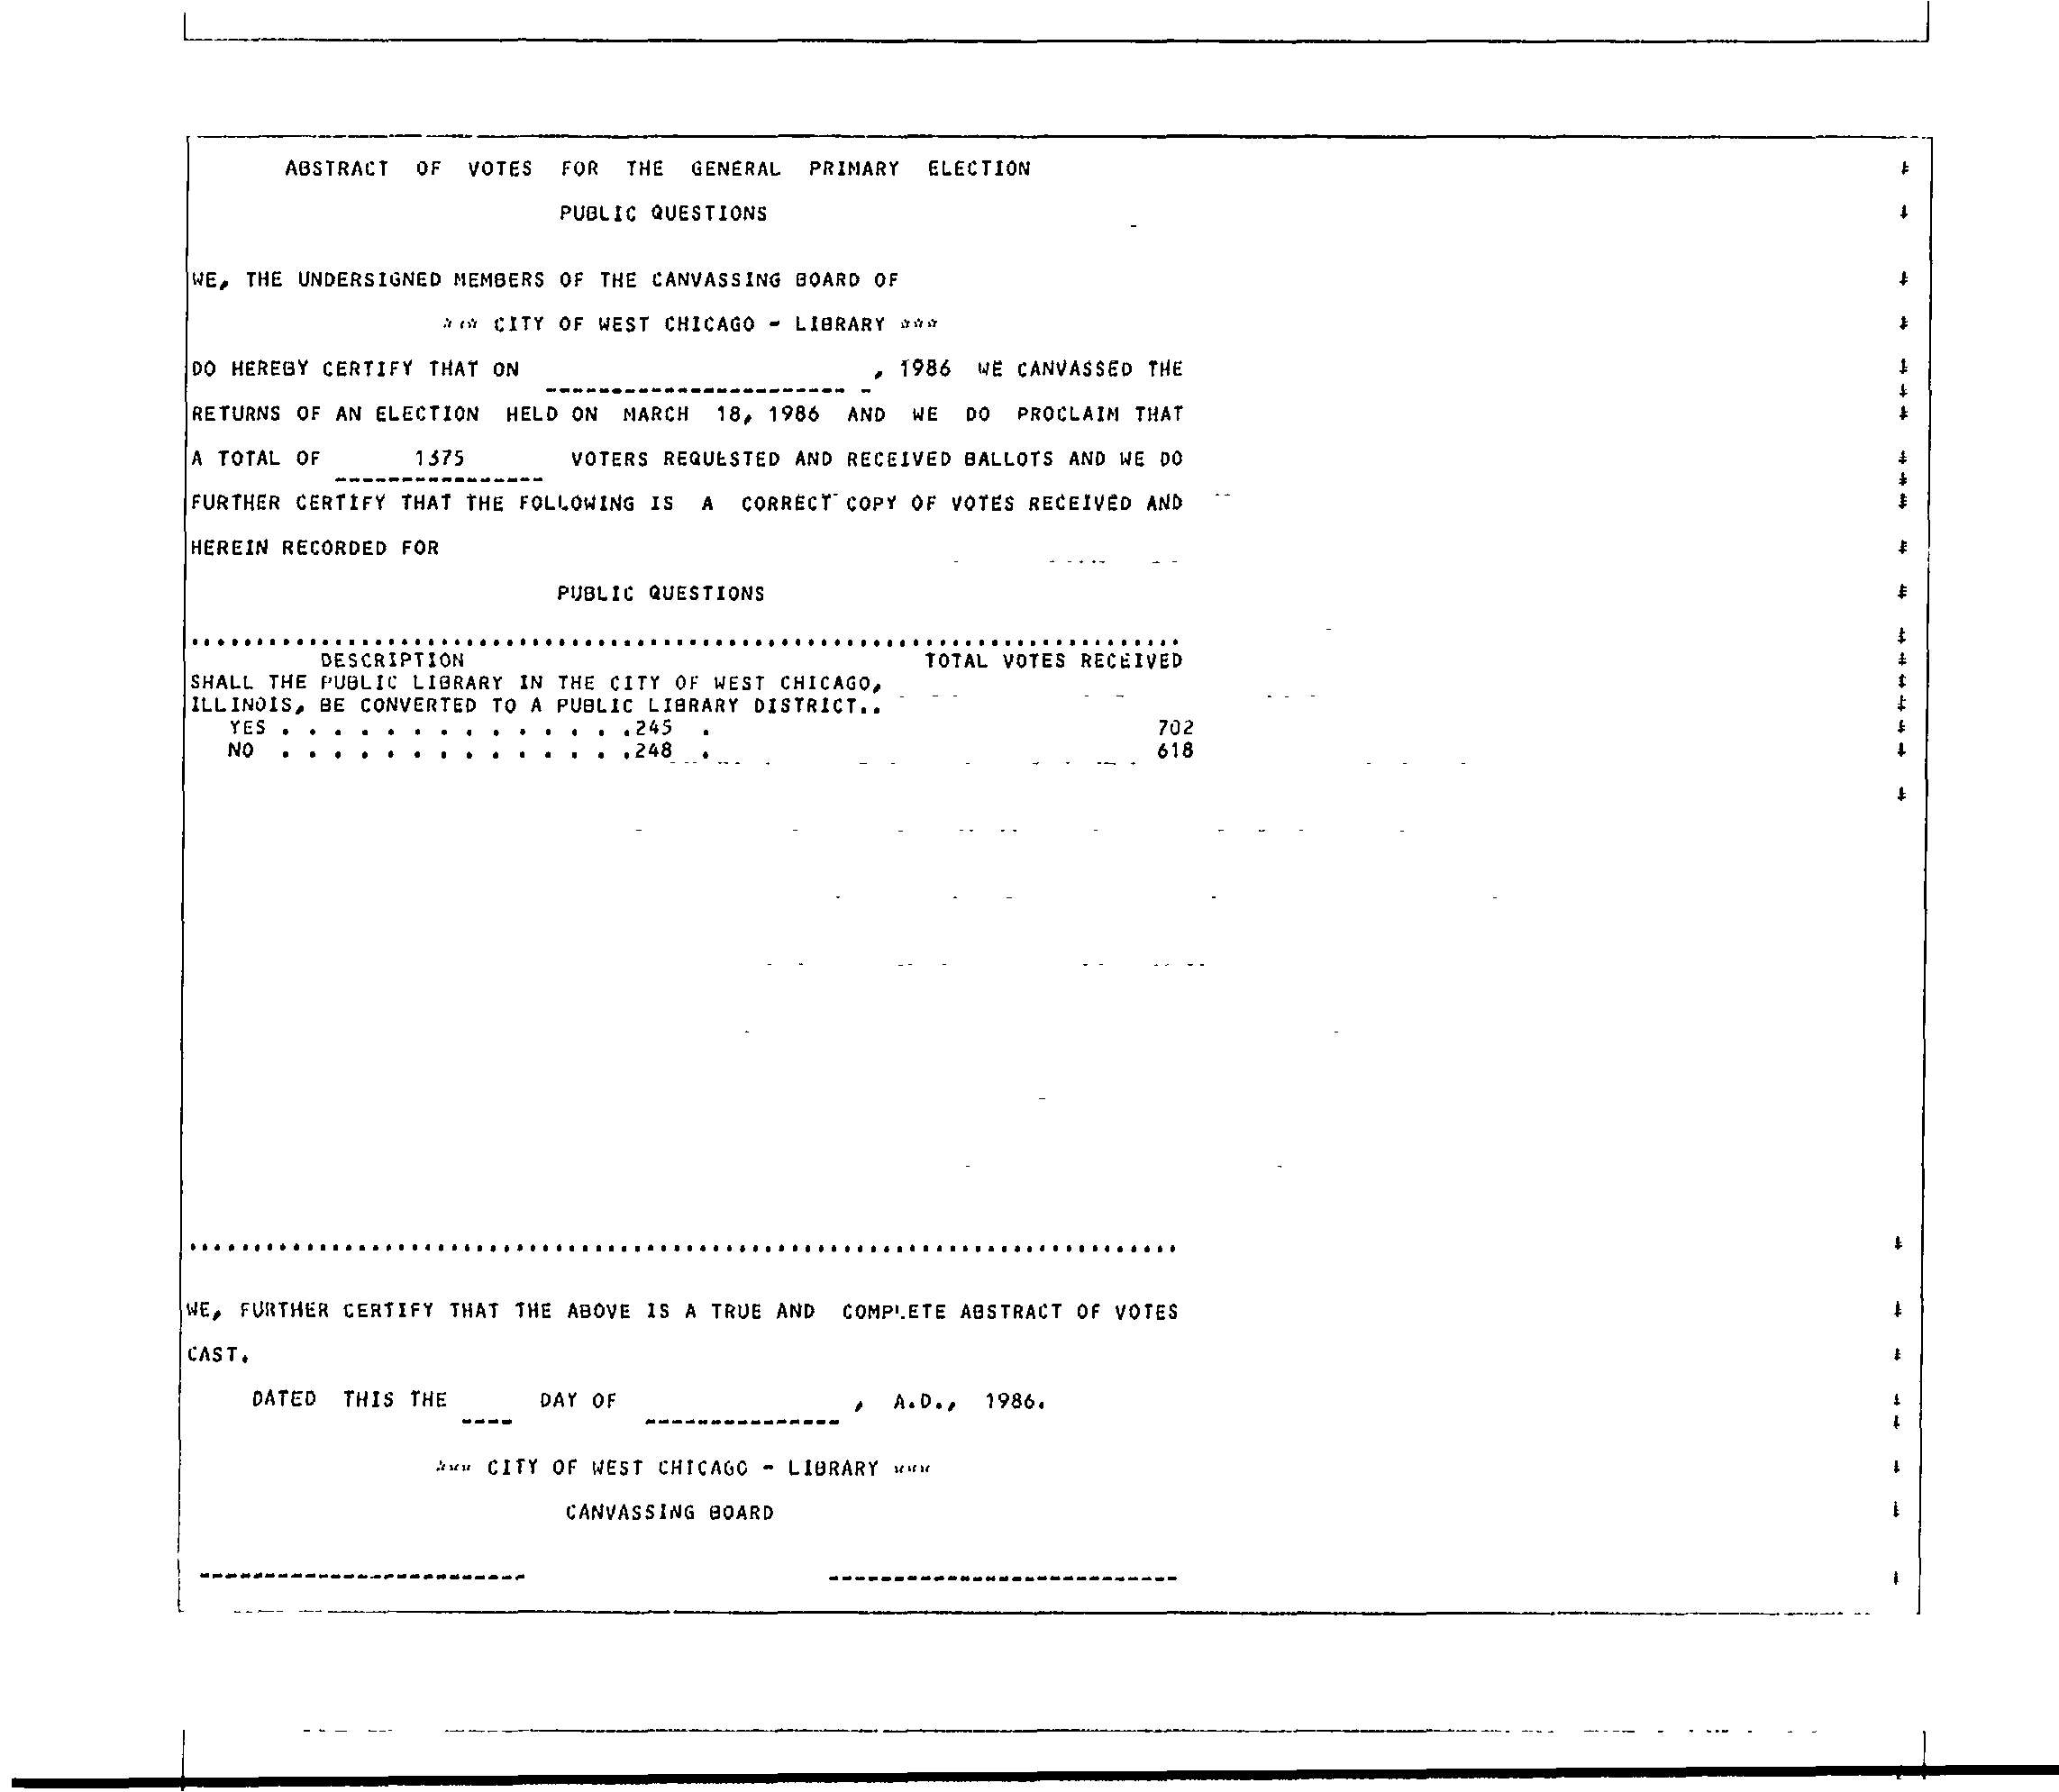 ABSTRACT OF VOTES FOR THE GENERAL PRIMARY ELECTION
PUBLIC QUESTIONS
WE, THE UNDERSIGNED MEMBERS OF THE CANVASSING BOARD OF
*** CITY OF WEST CHICAGO - LIBRARY ***
DO HEREBY CERTIFY THAT ON , 1986 WE CANVASSED THE
RETURNS OF AN ELECTION HELD ON MARCH 18, 1986 AND WE DO PROCLAIM THAT
A TOTAL OF 1375 VOTERS REQUESTED AND RECEIVED BALLOTS AND WE DO
FURTHER CERTIFY THAT THE FOLLOWING IS A CORRECT COPY OF VOTES RECEIVED AND
HEREIN RECORDED FOR
PUBLIC QUESTIONS
DESCRIPTION TOTAL VOTES RECEIVED
SHALL THE PUBLIC LIBRARY IN THE CITY OF WEST CHICAGO,
ILLINOIS, BE CONVERTED TO A PUBLIC LIBRARY DISTRICT..
YES . . . . . . . . . . . . . .245 . 702
NO . . . . . . . . . . . . . .248 . 618
WE, FURTHER CERTIFY THAT THE ABOVE IS A TRUE AND COMPLETE ABSTRACT OF VOTES
CAST.
DATED THIS THE ____ DAY OF _______________, A.D., 1986.
*** CITY OF WEST CHICAGO - LIBRARY ***
CANVASSING BOARD